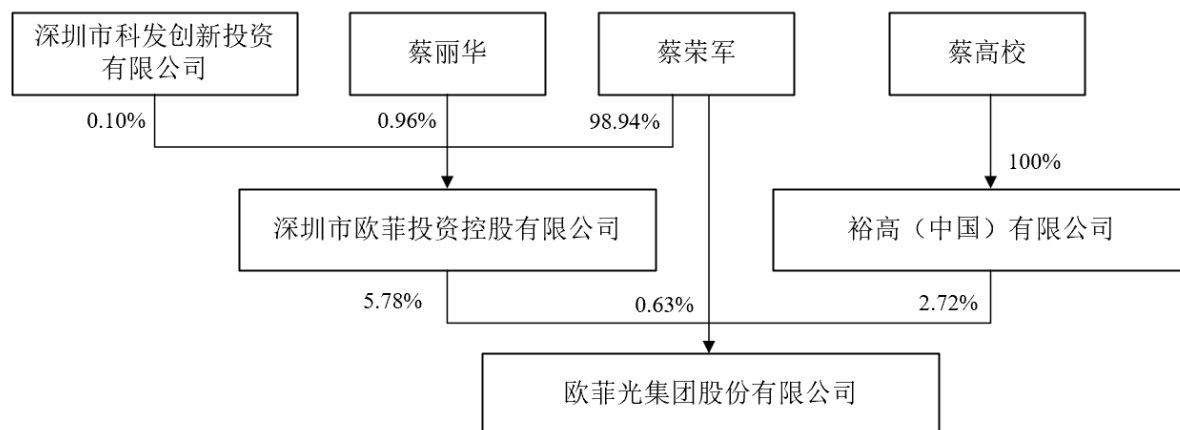 深圳市科发创新投资
有限公司
蔡丽华
蔡荣军
蔡高校
0.10%
0.96%
98.94%
100%
深圳市欧菲投资控股有限公司
裕高（中国）有限公司
5.78%
0.63%
2.72%
欧菲光集团股份有限公司